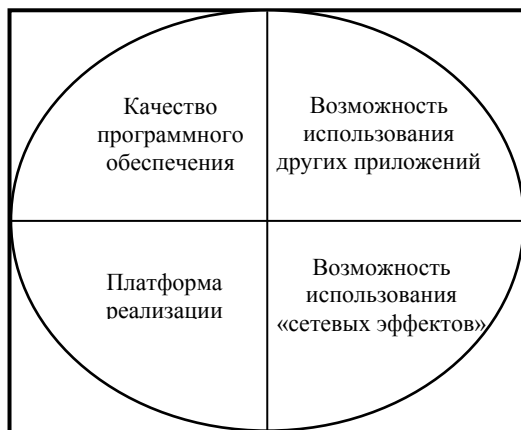 Качество
программного
обеспечения
Возможность
использования
других приложений
Платформа
реализации
Возможность
использования
«сетевых эффектов»